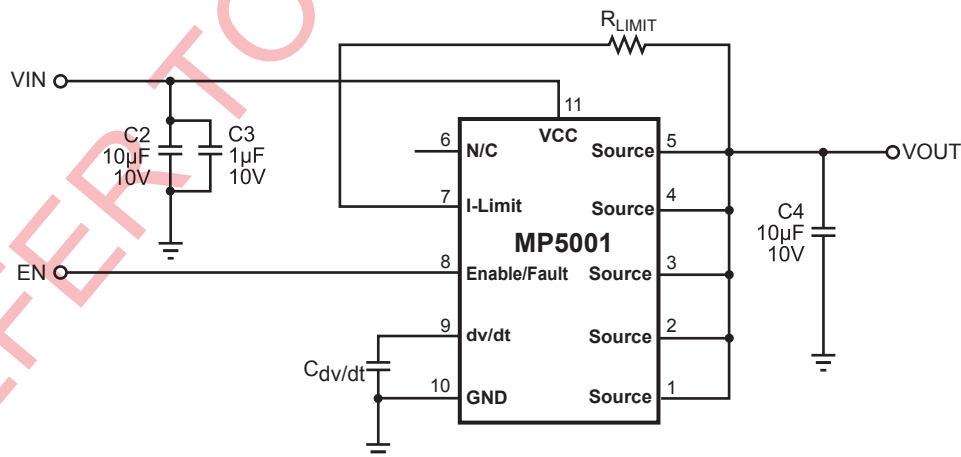 R_LIMIT
VIN
11
C2
10µF
10V
C3
1µF
10V
VCC
6
N/C
Source
5
VOUT
7
I-Limit
Source
4
C4
10µF
10V
MP5001
EN
8
Enable/Fault
Source
3
9
dv/dt
Source
2
Cdv/dt
10
GND
Source
1